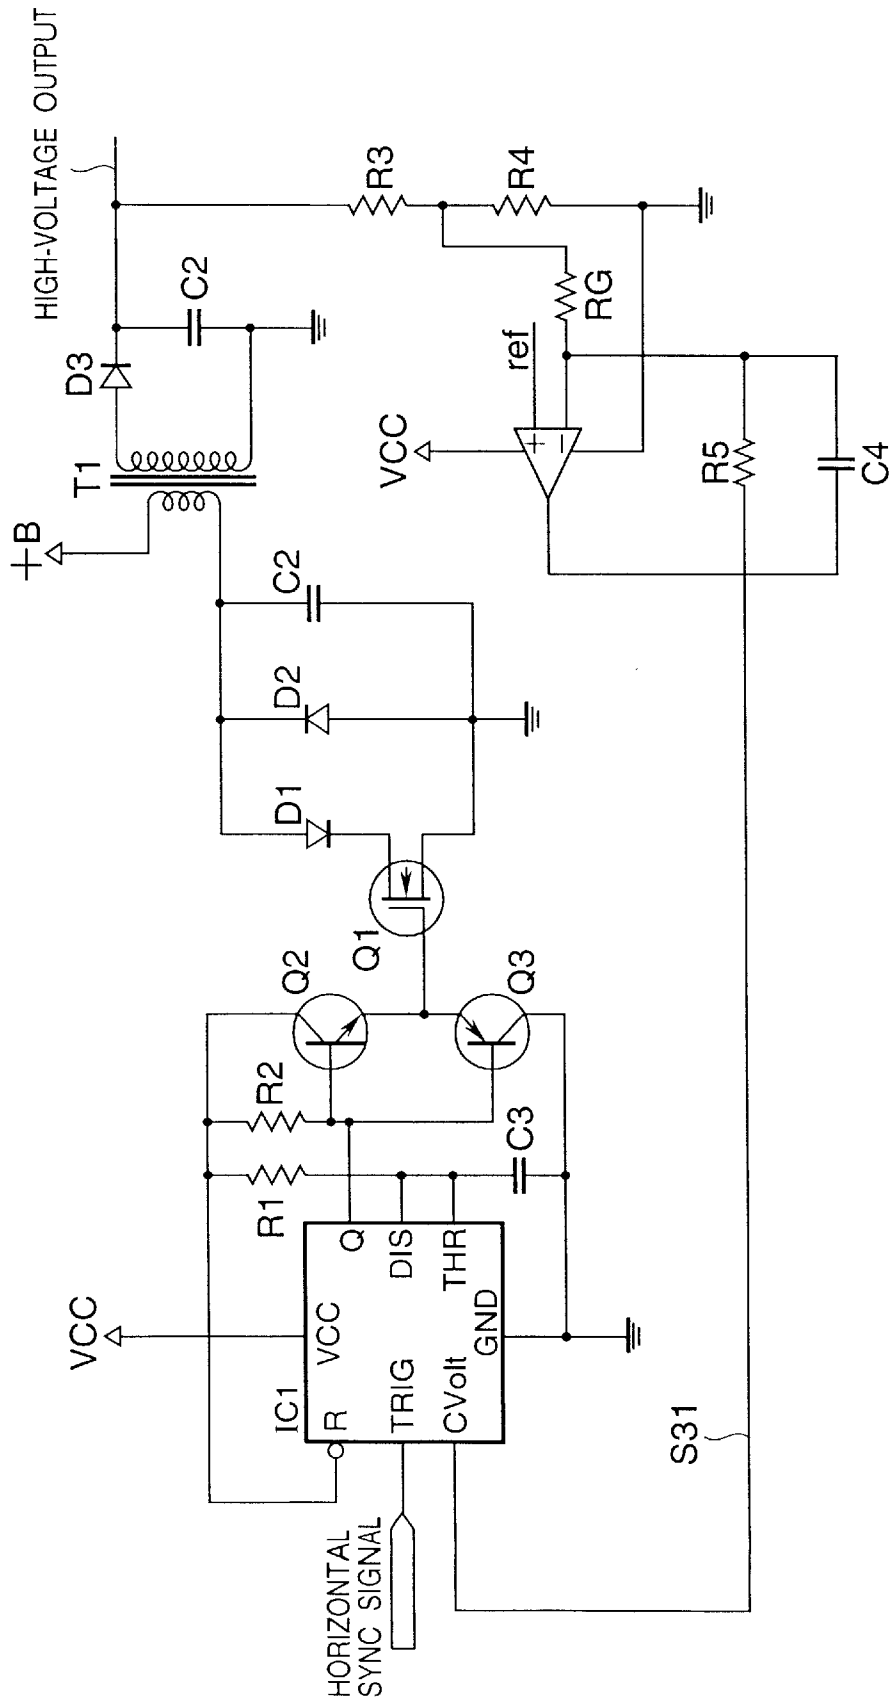 HIGH-VOLTAGE OUTPUT
+B
T1
D3
C2
R3
R4
RG
ref
VCC
+
−
R5
C4
C2
D2
D1
Q1
Q2
Q3
R2
R1
C3
VCC
IC1
R
VCC
Q
DIS
THR
TRIG
CVolt
GND
HORIZONTAL
SYNC SIGNAL
S31